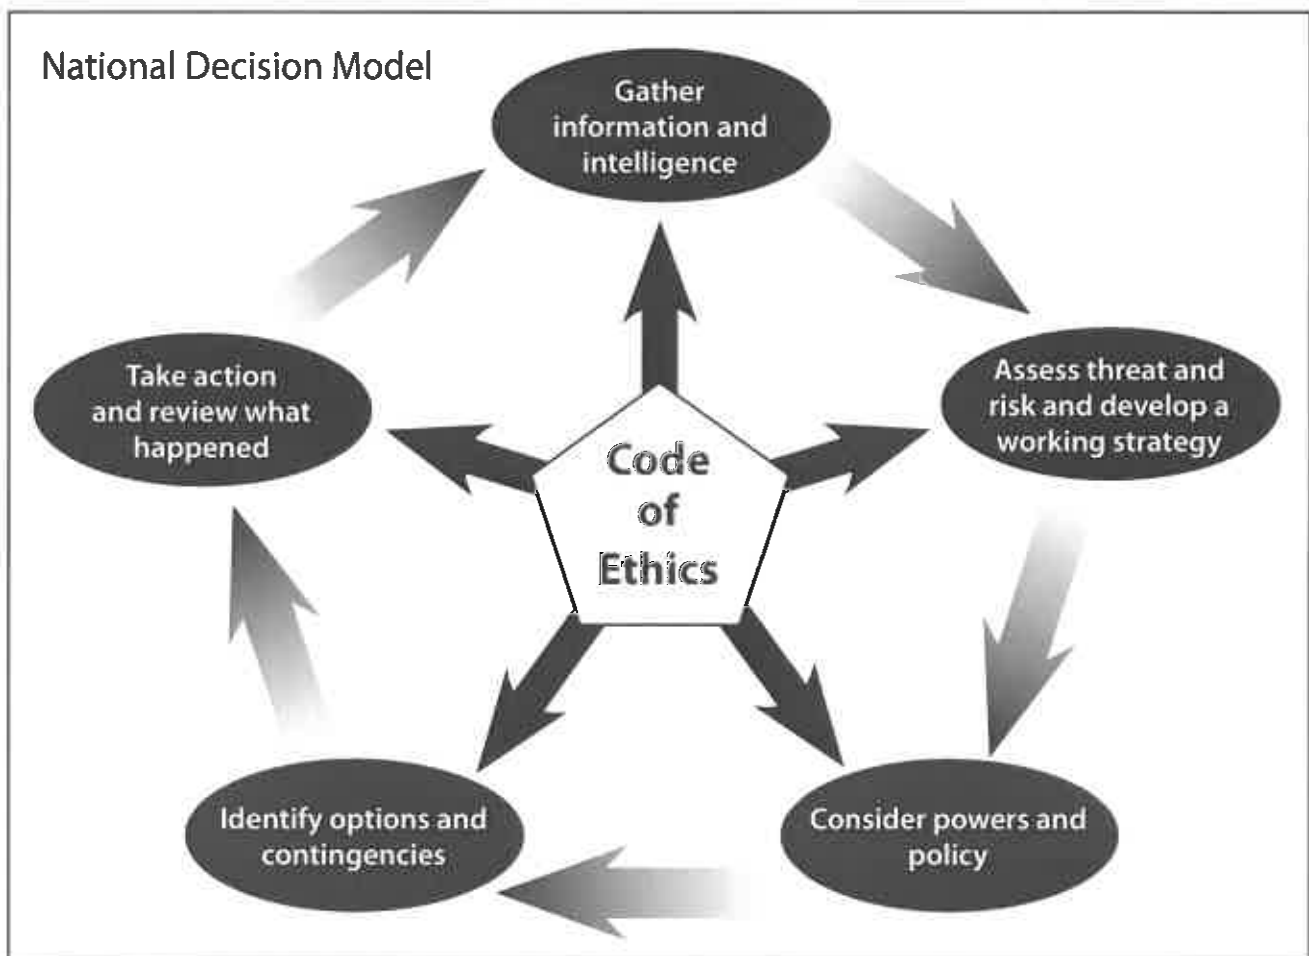 National Decision Model
Gather
information and
intelligence
Assess threat and
risk and develop a
working strategy
Consider powers and
policy
Identify options and
contingencies
Take action
and review what
happened
Code
of
Ethics